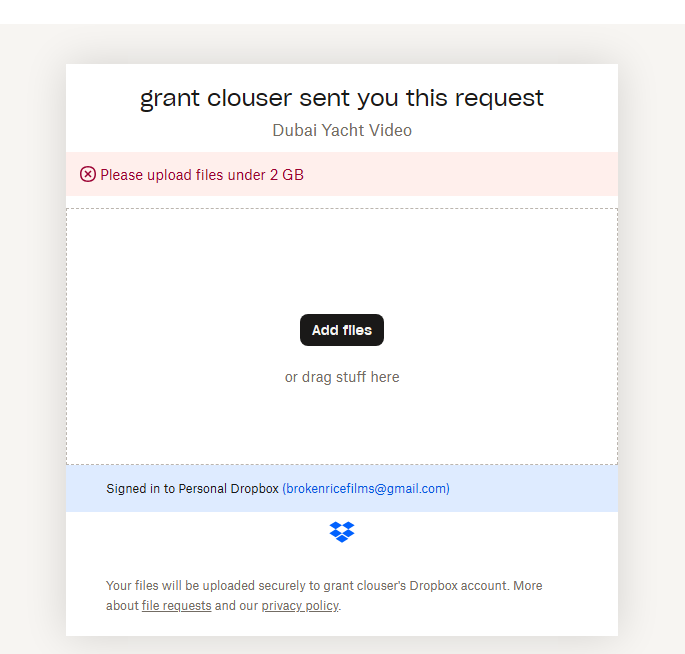 grant clouser sent you this request
Dubai Yacht Video
Please upload files under 2 GB
Add files
or drag stuff here
Signed in to Personal Dropbox (brokenricefilms@gmail.com)
Your files will be uploaded securely to grant clouser's Dropbox account. More
about file requests and our privacy policy.